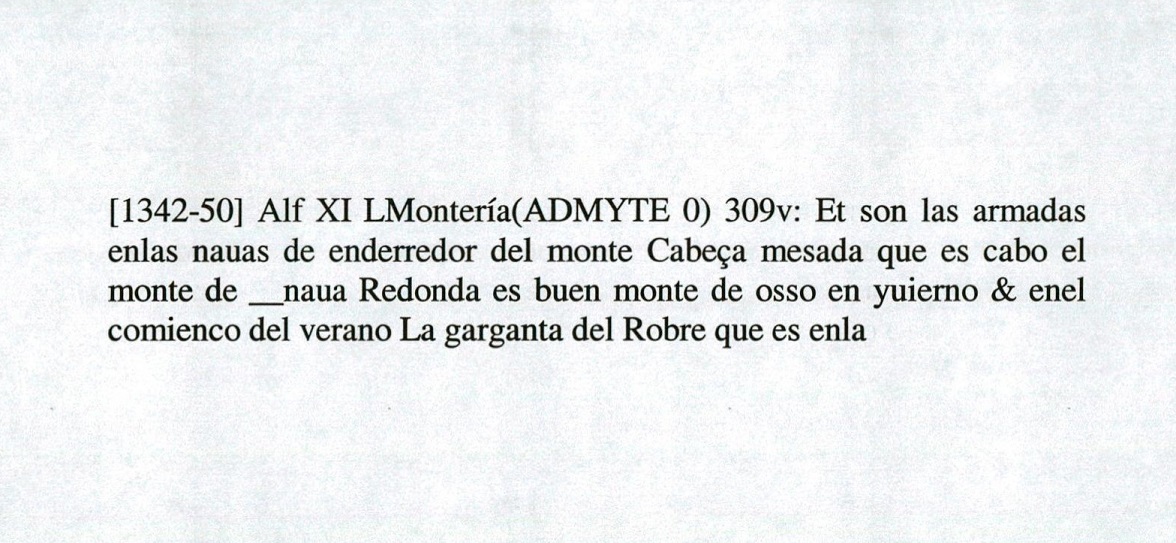 [1342-50] Alf XI LMontería(ADMYTE 0) 309v: Et son las armadas
enlas nauas de enderredor del monte Cabeça mesada que es cabo el
monte de __naua Redonda es buen monte de osso en yuierno & enel
comienco del verano La garganta del Robre que es enla